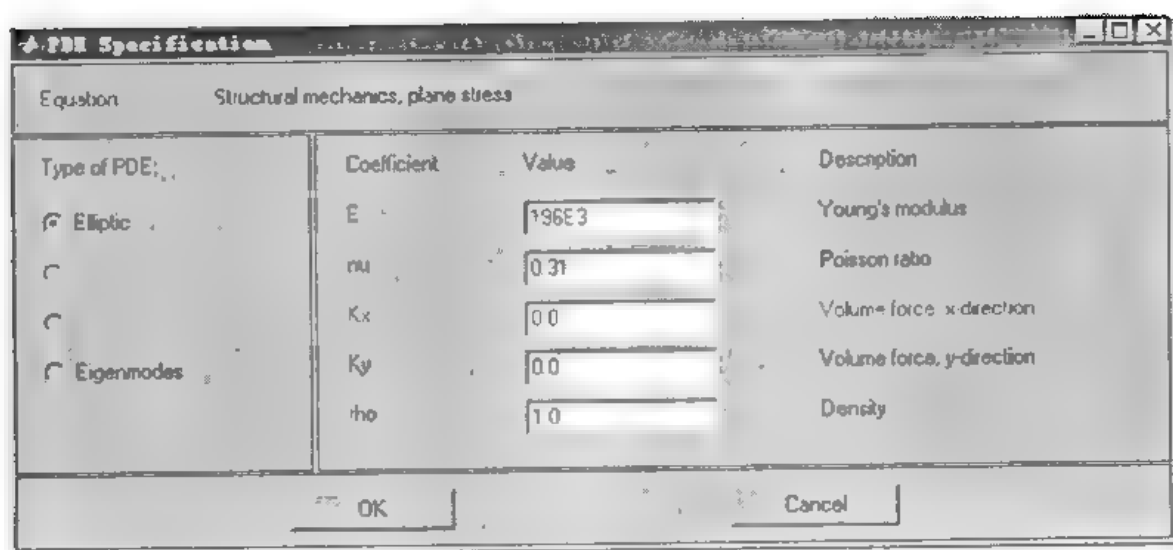 PDE Specification
Equation: Structural mechanics, plane stress
Type of PDE: Coefficient Value Description
Elliptic E 196E3 Young's modulus
nu 0.31 Poisson ratio
Kx 0.0 Volume force, x-direction
Eigenmodes Ky 0.0 Volume force, y-direction
rho 1.0 Density
OK Cancel